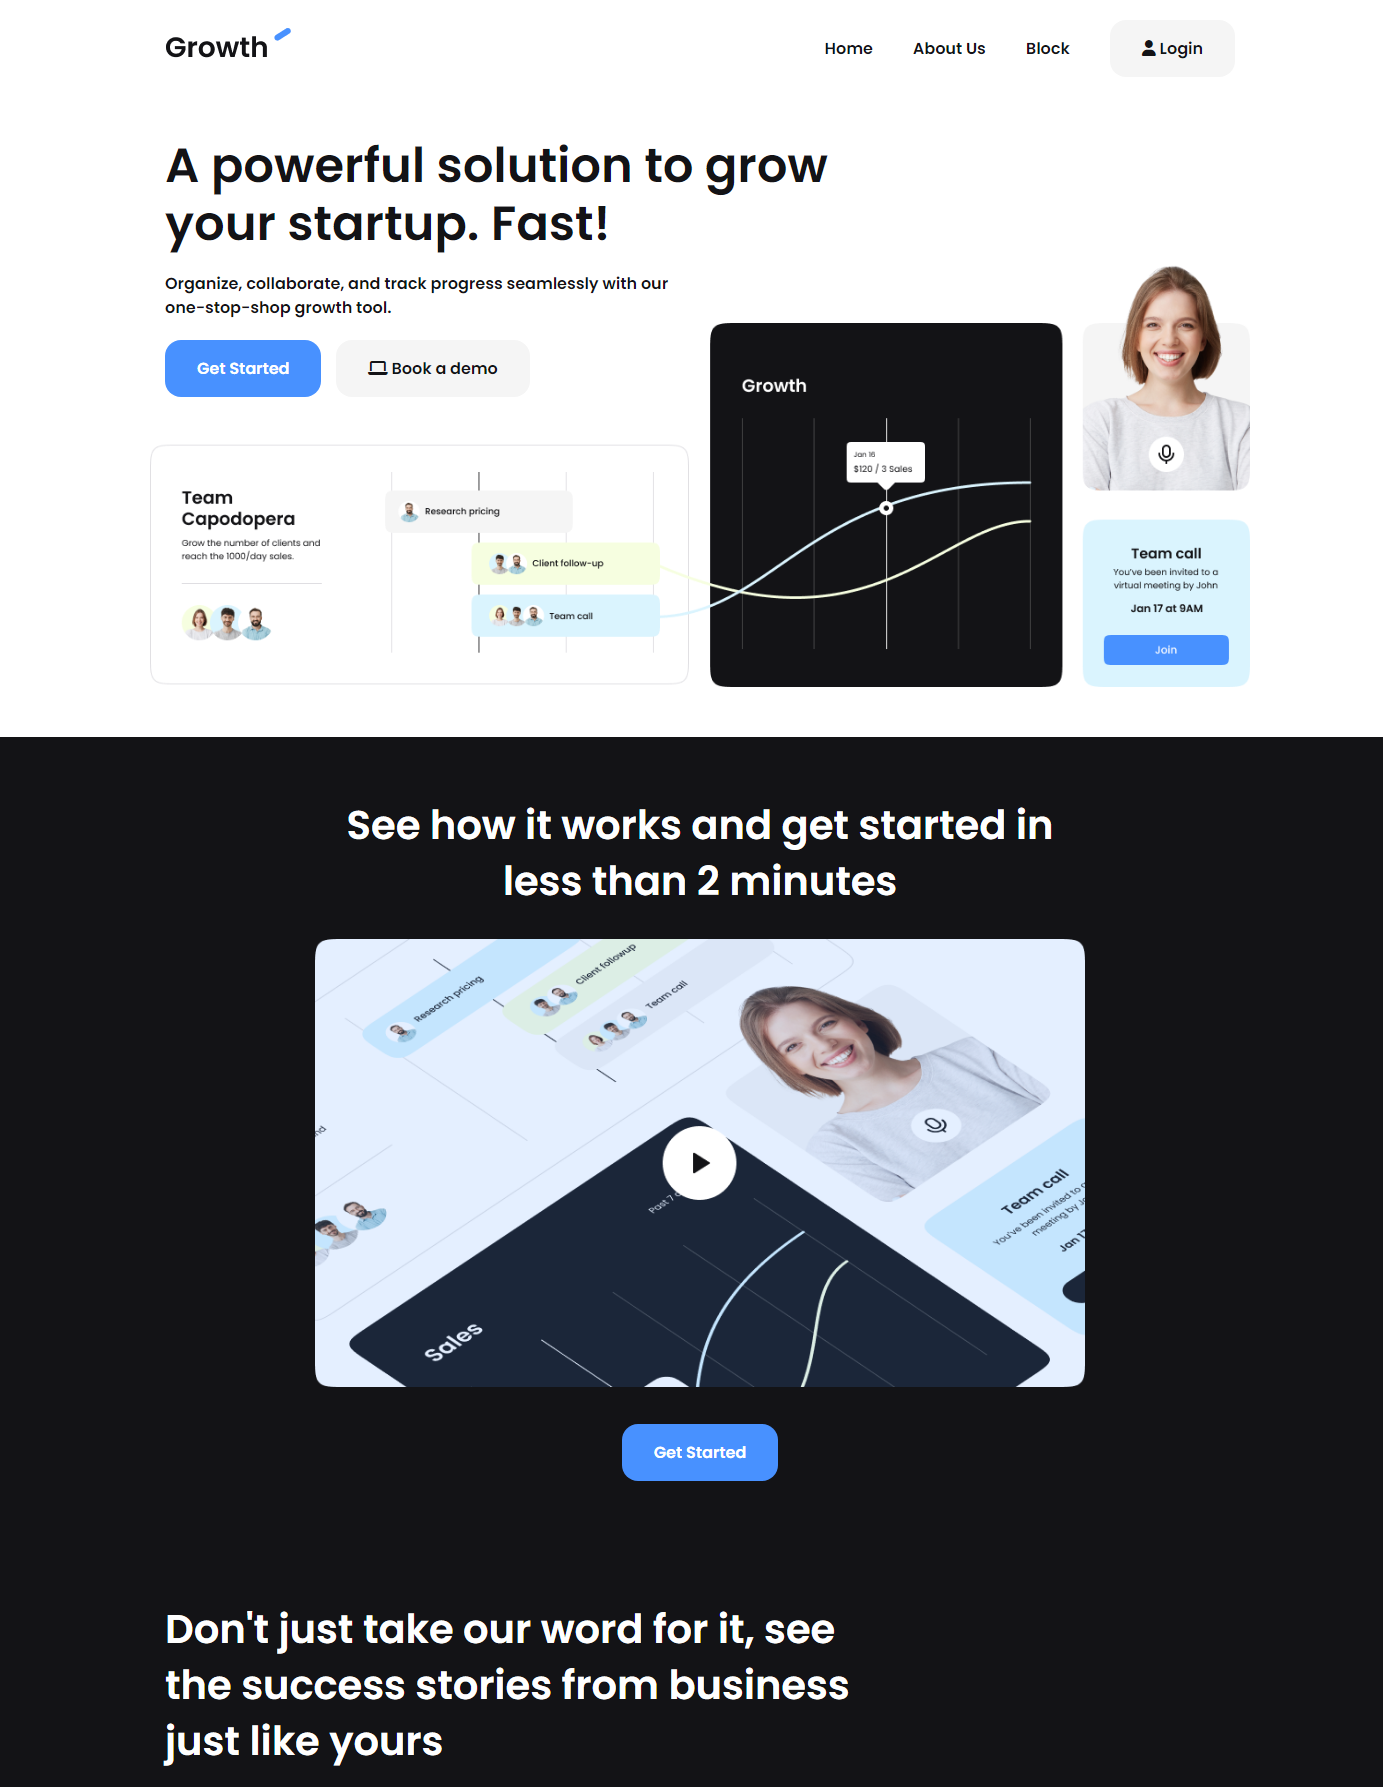 Growth
Home
About Us
Block
Login
A powerful solution to grow
your startup. Fast!
Organize, collaborate, and track progress seamlessly with our
one-stop-shop growth tool.
Get Started
Book a demo
Team
Capodopera
Grow the number of clients and
reach the 1000/day sales.
Research pricing
Client follow-up
Team call
Growth
Jan 16
$120 / 3 Sales
Team call
You've been invited to a
virtual meeting by John
Jan 17 at 9AM
Join
See how it works and get started in
less than 2 minutes
Research pricing
Client followup
Team call
Past 7
Sales
Team call
You've been invited to
meeting by
Jan
Get Started
Don't just take our word for it, see
the success stories from business
just like yours